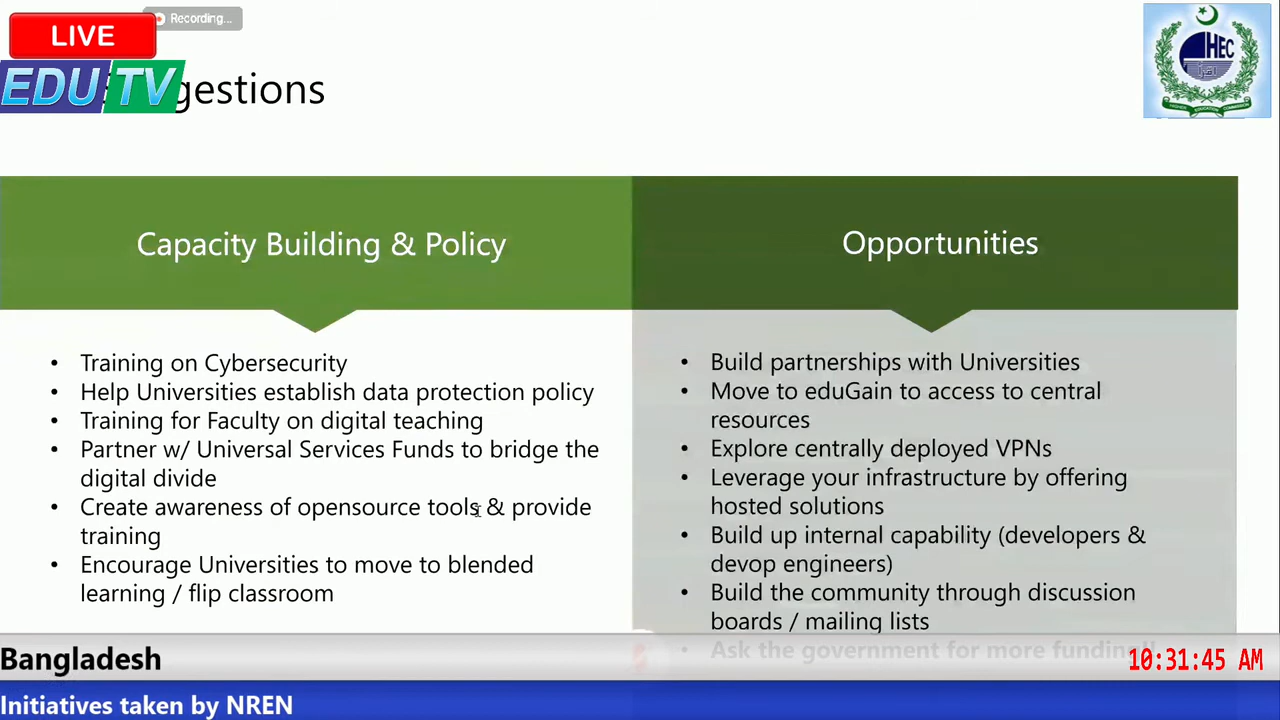 Recording...
LIVE
EDU TV
gestions
HEC
Capacity Building & Policy
Opportunities
• Training on Cybersecurity
• Help Universities establish data protection policy
• Training for Faculty on digital teaching
• Partner w/ Universal Services Funds to bridge the
digital divide
• Create awareness of opensource tools & provide
training
• Encourage Universities to move to blended
learning / flip classroom
• Build partnerships with Universities
• Move to eduGain to access to central
resources
• Explore centrally deployed VPNs
• Leverage your infrastructure by offering
hosted solutions
• Build up internal capability (developers &
devop engineers)
• Build the community through discussion
boards / mailing lists
• Ask the government for more funding!!
Bangladesh
10:31:45 AM
Initiatives taken by NREN